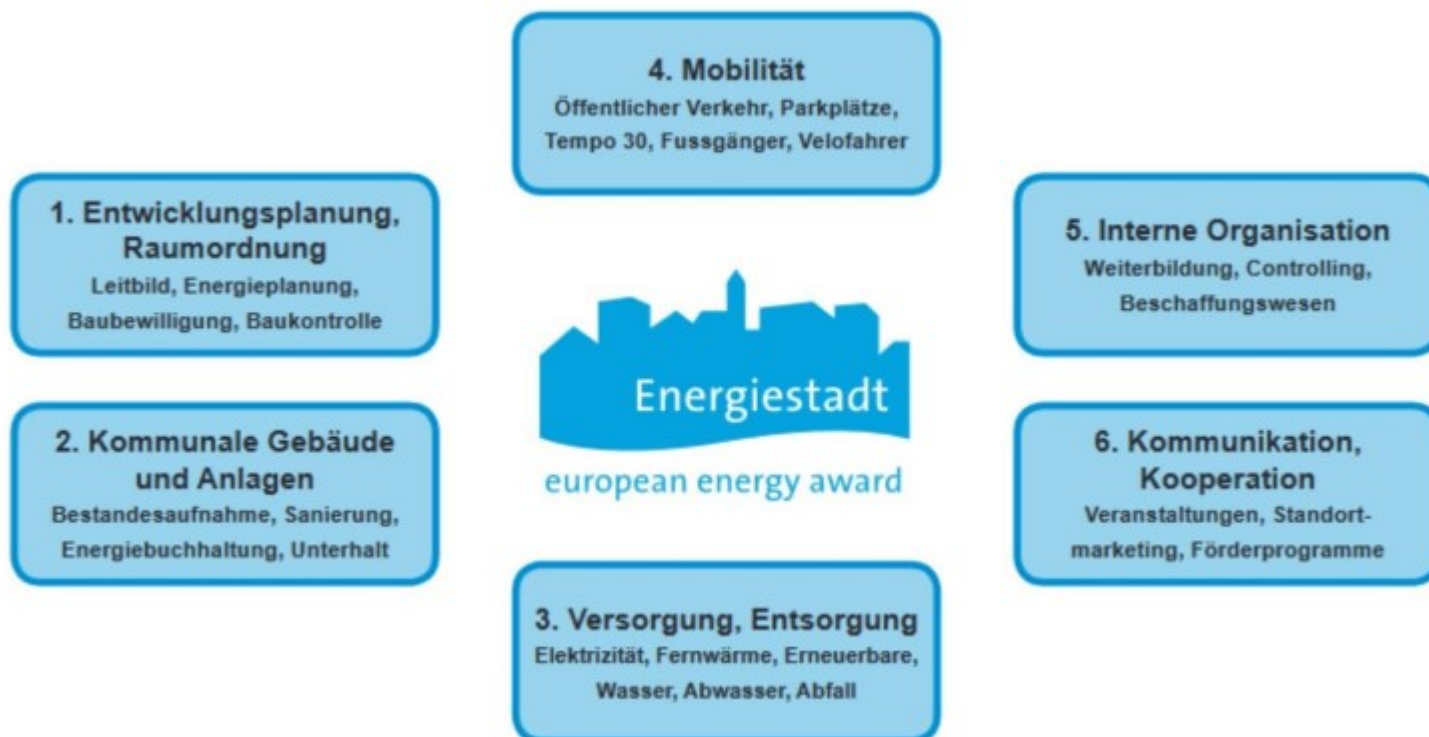 4. Mobilität
Öffentlicher Verkehr, Parkplätze,
Tempo 30, Fussgänger, Velofahrer
1. Entwicklungsplanung,
Raumordnung
Leitbild, Energieplanung,
Baubewilligung, Baukontrolle
5. Interne Organisation
Weiterbildung, Controlling,
Beschaffungswesen
Energiestadt
european energy award
2. Kommunale Gebäude
und Anlagen
Bestandesaufnahme, Sanierung,
Energiebuchhaltung, Unterhalt
6. Kommunikation,
Kooperation
Veranstaltungen, Standort-
marketing, Förderprogramme
3. Versorgung, Entsorgung
Elektrizität, Fernwärme, Erneuerbare,
Wasser, Abwasser, Abfall